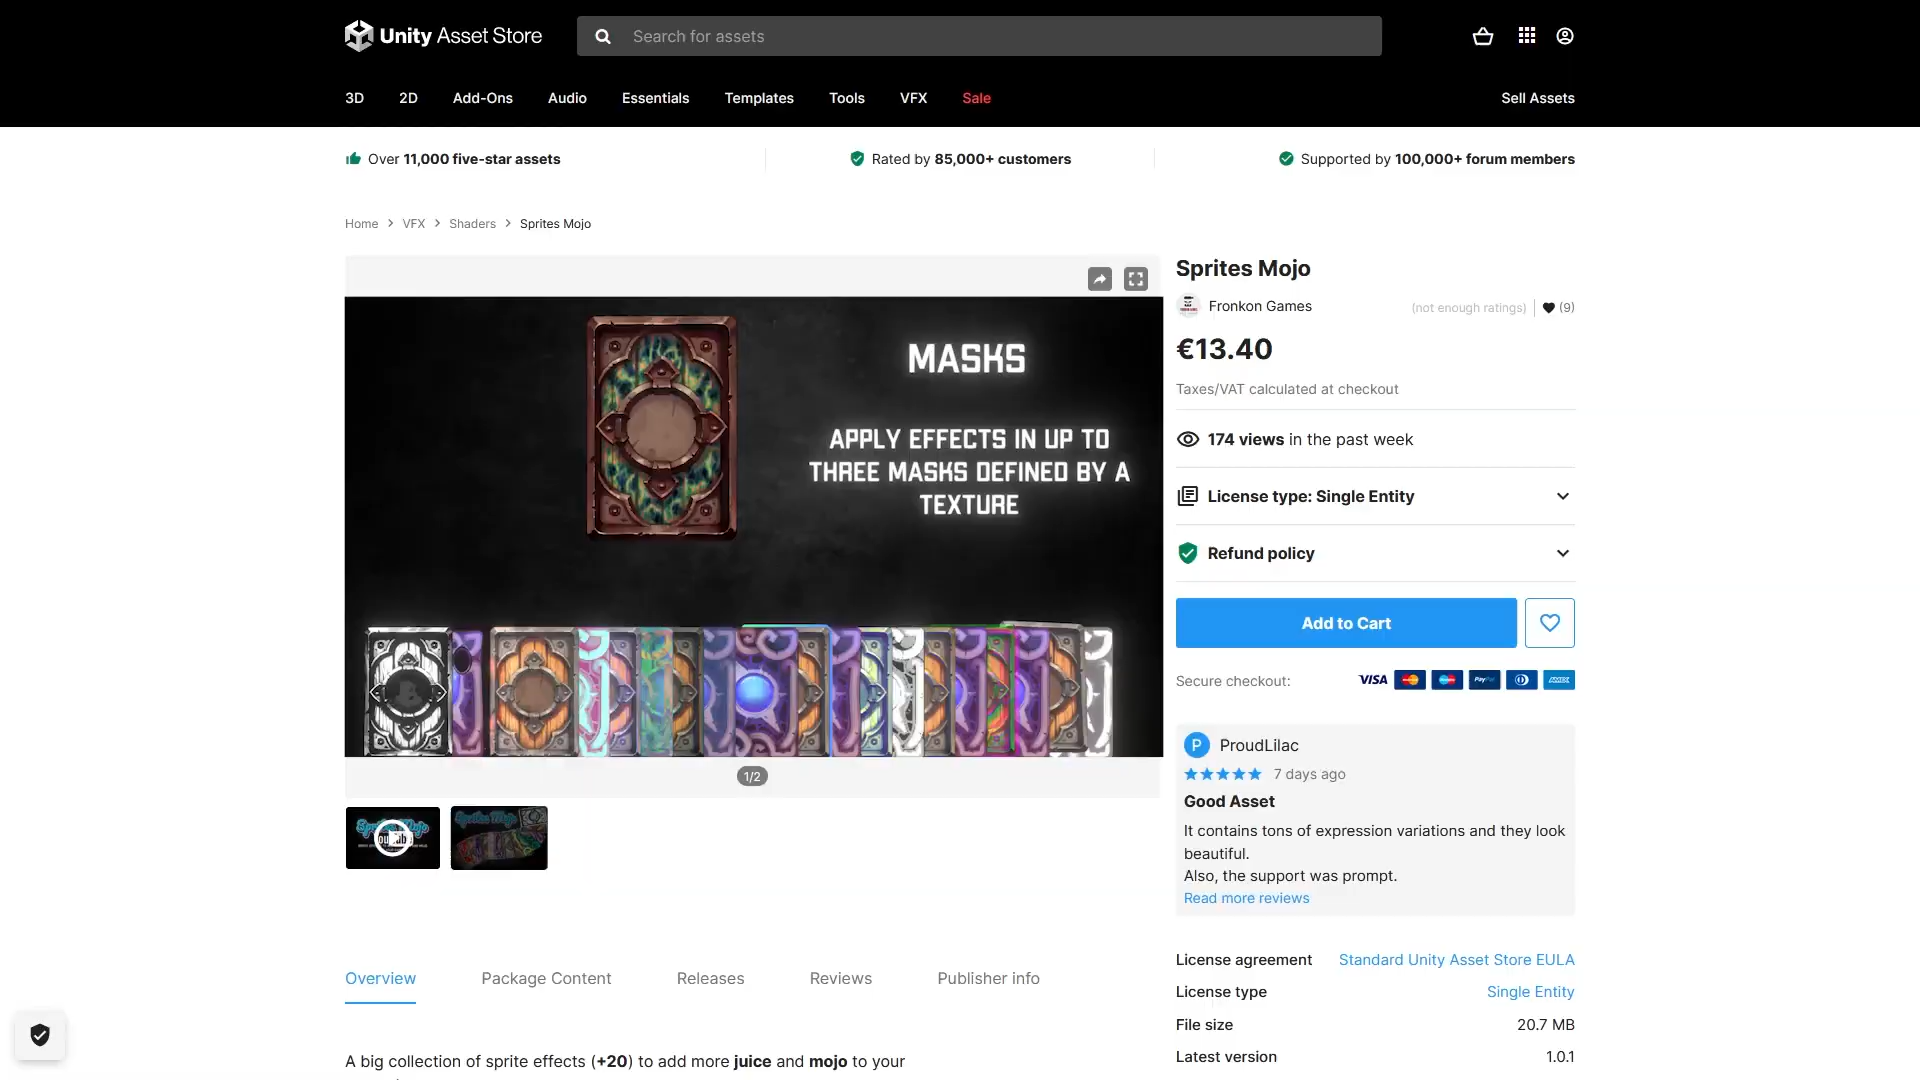 Unity Asset Store
Search for assets
3D 2D Add-Ons Audio Essentials Templates Tools VFX Sale Sell Assets
Over 11,000 five-star assets
Rated by 85,000+ customers
Supported by 100,000+ forum members
Home > VFX > Shaders > Sprites Mojo
MASKS
APPLY EFFECTS IN UP TO
THREE MASKS DEFINED BY A
TEXTURE
1/2
Sprites Mojo
Sprites Mojo
Fronkon Games
(not enough ratings) (9)
€13.40
Taxes/VAT calculated at checkout
174 views in the past week
License type: Single Entity
Refund policy
Add to Cart
Secure checkout:
VISA
PayPal
AMEX
P ProudLilac
7 days ago
Good Asset
It contains tons of expression variations and they look
beautiful.
Also, the support was prompt.
Read more reviews
Overview Package Content Releases Reviews Publisher info
A big collection of sprite effects (+20) to add more juice and mojo to your
License agreement Standard Unity Asset Store EULA
License type Single Entity
File size 20.7 MB
Latest version 1.0.1